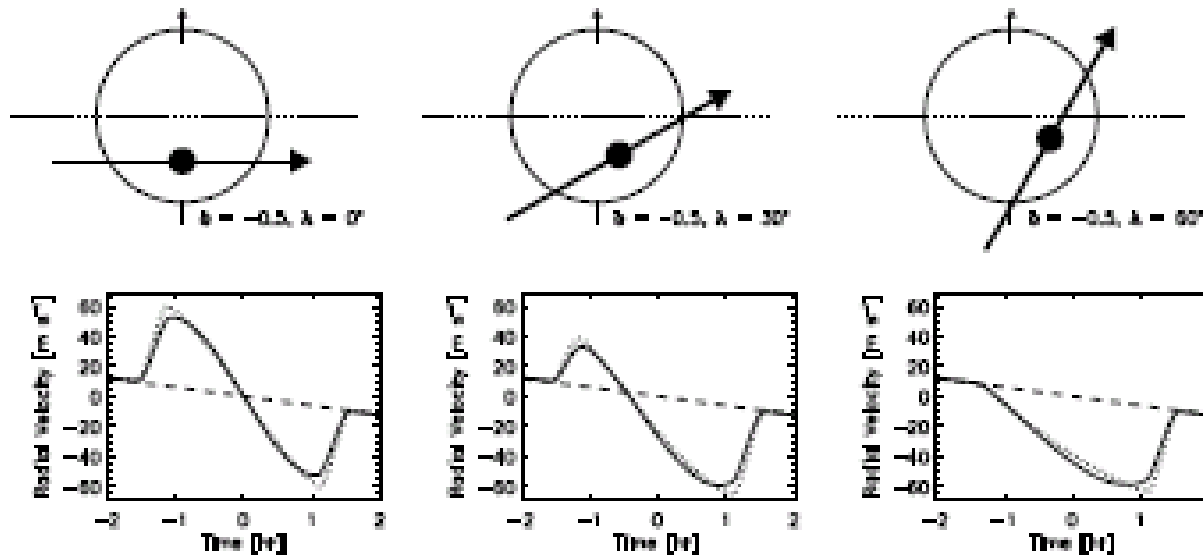 b = −0.5, λ = 0°
b = −0.5, λ = 30°
b = −0.5, λ = 60°
Radial Velocity [m s⁻¹]
60
40
20
0
−20
−40
−60
−2 −1 0 1 2
Time [hr]
Radial Velocity [m s⁻¹]
60
40
20
0
−20
−40
−60
−2 −1 0 1 2
Time [hr]
Radial Velocity [m s⁻¹]
60
40
20
0
−20
−40
−60
−2 −1 0 1 2
Time [hr]